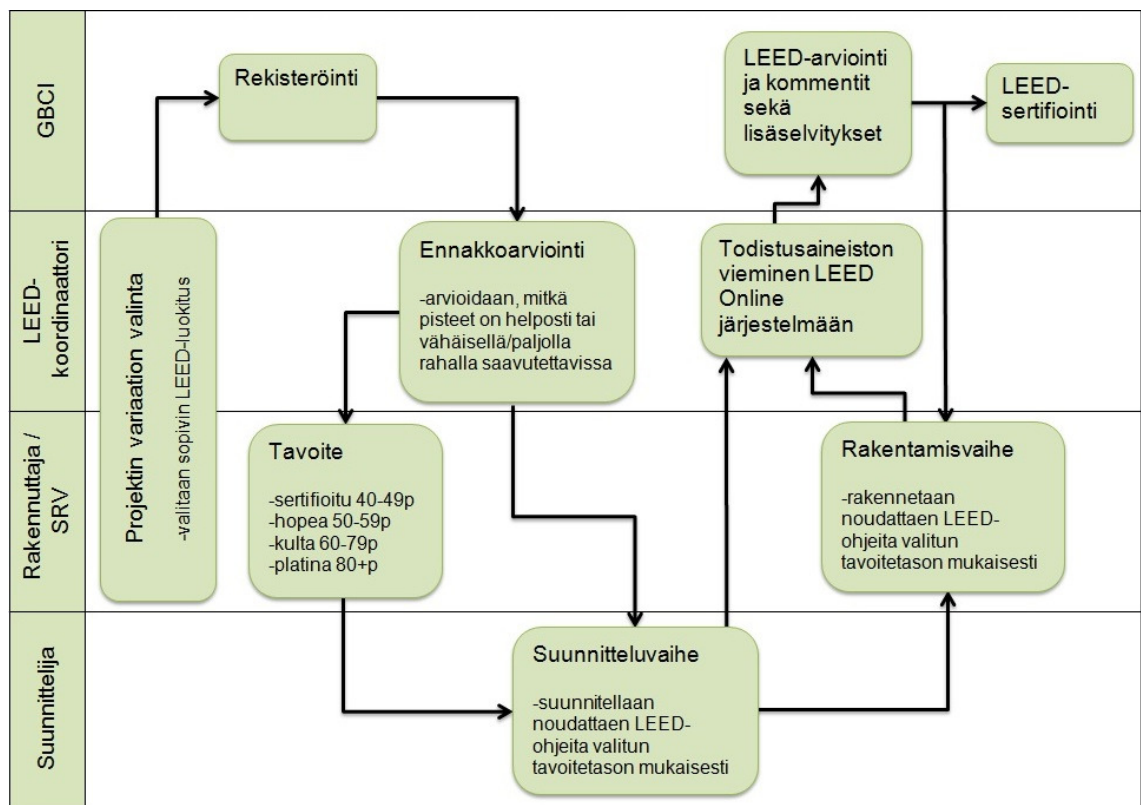 GBCI
Rekisteröinti
LEED-arviointi
ja kommentit
sekä
lisäselvitykset
LEED-
sertifiointi
LEED-
koordinaattori
Projektin variaation valinta
-valitaan sopivin LEED-luokitus
Ennakkoarviointi
-arvioidaan, mitkä
pisteet on helposti tai
vähäisellä/paljolla
rahalla saavutettavissa
Todistusaineiston
vieminen LEED
Online
järjestelmään
Rakennuttaja /
SRV
Tavoite
-sertifioitu 40-49p
-hopea 50-59p
-kulta 60-79p
-platina 80+p
Rakentamisvaihe
-rakennetaan
noudattaen LEED-
ohjeita valitun
tavoitetason mukaisesti
Suunnittelija
Suunnitteluvaihe
-suunnitellaan
noudattaen LEED-
ohjeita valitun
tavoitetason mukaisesti